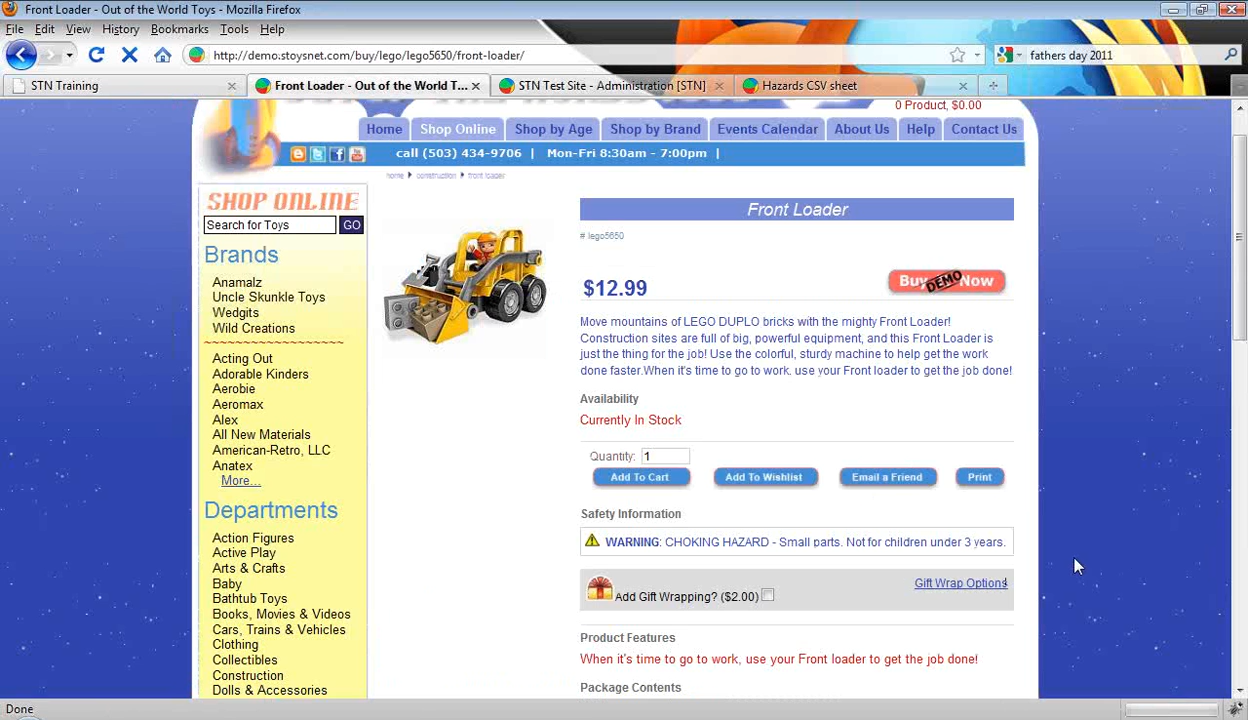 Front Loader - Out of the World Toys - Mozilla Firefox
File Edit View History Bookmarks Tools Help
http://demo.stoysnet.com/buy/lego/lego5650/front-loader/
fathers day 2011
STN Training
Front Loader - Out of the World T...
STN Test Site - Administration [STN]
Hazards CSV sheet
0 Product, $0.00
Home Shop Online Shop by Age Shop by Brand Events Calendar About Us Help Contact Us
call (503) 434-9706 | Mon-Fri 8:30am - 7:00pm |
home construction front loader
SHOP ONLINE
Search for Toys GO
Brands
Anamalz
Uncle Skunkle Toys
Wedgits
Wild Creations
~~~~~~~~~~~~~~~~~~
Acting Out
Adorable Kinders
Aerobie
Aeromax
Alex
All New Materials
American-Retro, LLC
Anatex
More...
Departments
Action Figures
Active Play
Arts & Crafts
Baby
Bathtub Toys
Books, Movies & Videos
Cars, Trains & Vehicles
Clothing
Collectibles
Construction
Dolls & Accessories
Front Loader
# lego5650
$12.99
Buy Now
DEMO
Move mountains of LEGO DUPLO bricks with the mighty Front Loader!
Construction sites are full of big, powerful equipment, and this Front Loader is
just the thing for the job! Use the colorful, sturdy machine to help get the work
done faster.When it's time to go to work, use your Front loader to get the job done!
Availability
Currently In Stock
Quantity: 1
Add To Cart Add To Wishlist Email a Friend Print
Safety Information
WARNING: CHOKING HAZARD - Small parts. Not for children under 3 years.
Gift Wrap Options
Add Gift Wrapping? ($2.00)
Product Features
When it's time to go to work, use your Front loader to get the job done!
Package Contents
Done